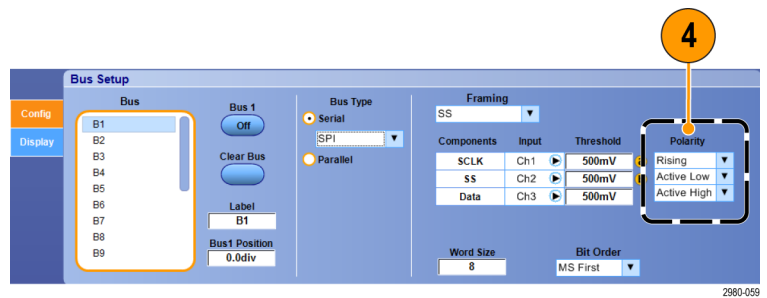 4
Bus Setup
Config
Display
Bus
B1
B2
B3
B4
B5
B6
B7
B8
B9
Bus 1
Off
Clear Bus
Label
B1
Bus1 Position
0.0div
Bus Type
Serial
SPI
Parallel
Framing
SS
Components Input Threshold Polarity
SCLK Ch1 500mV Rising
SS Ch2 500mV Active Low
Data Ch3 500mV Active High
Word Size
8
Bit Order
MS First
2980-059